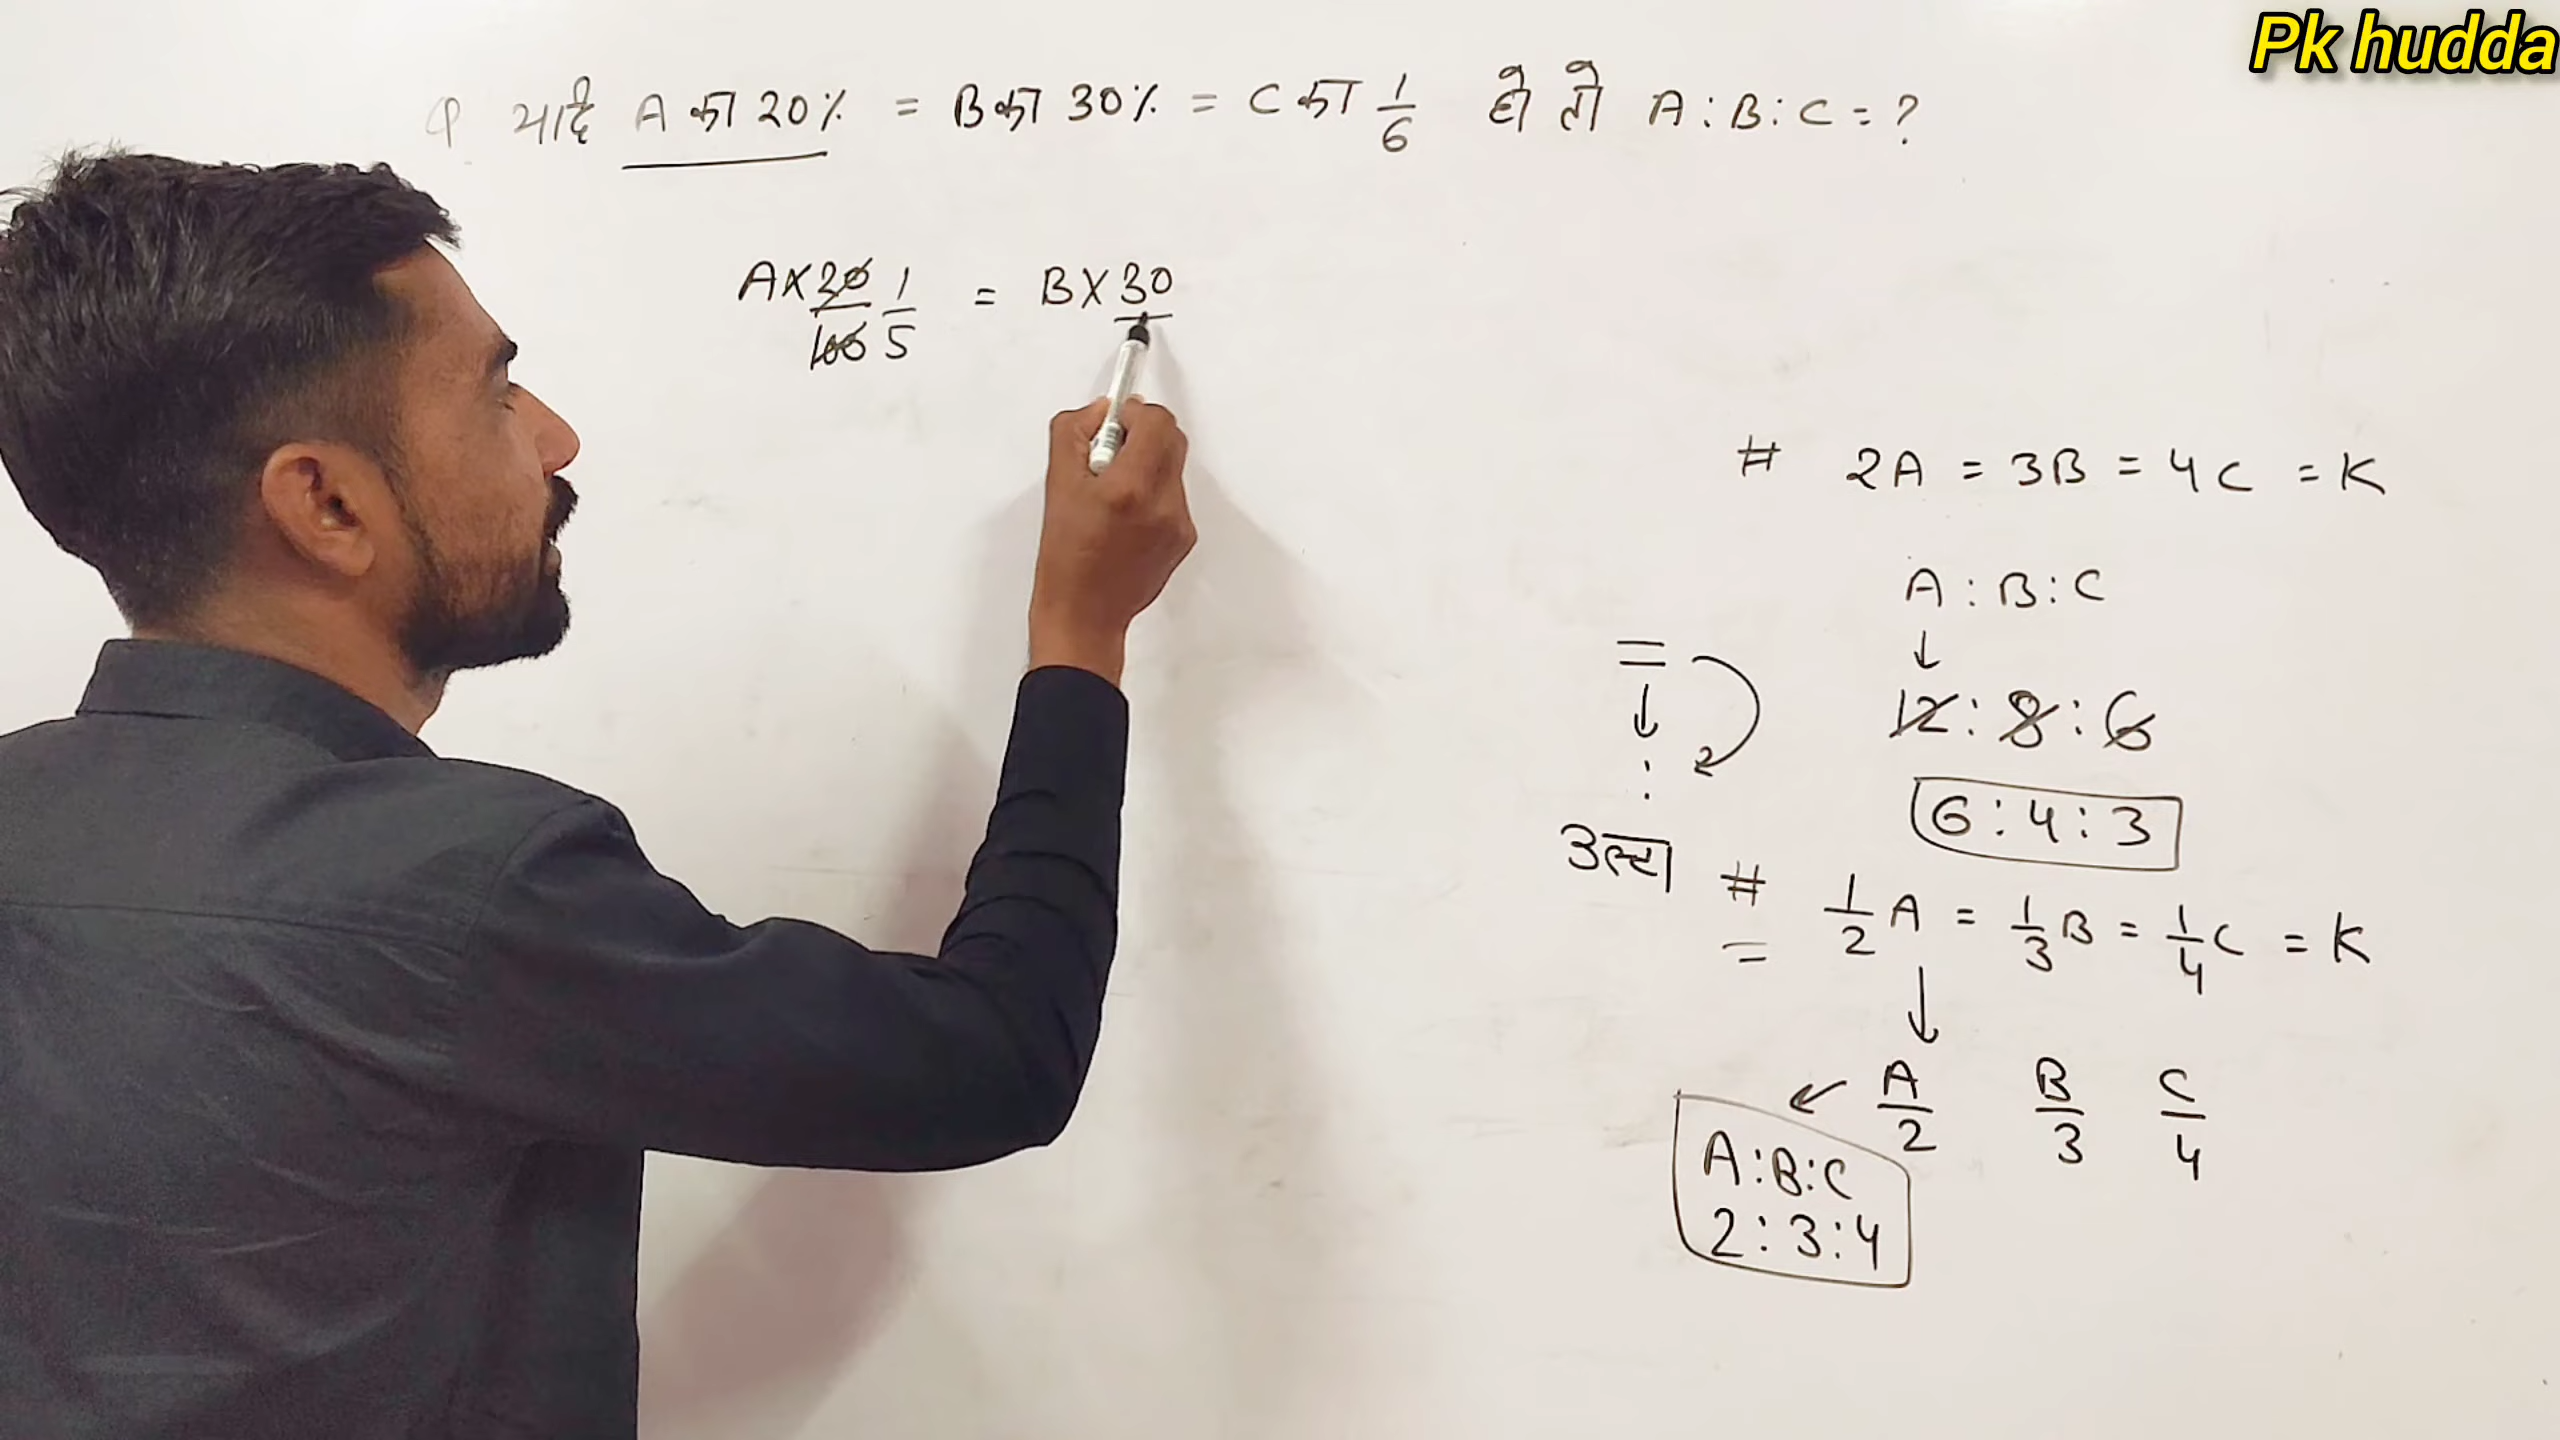 Pk hudda
Q यदि A का 20% = B का 30% = C का 1/6 हो तो A : B : C = ?
A × 20/100 1/5 = B × 30
# 2A = 3B = 4C = K
A : B : C
=
↓
:
12 : 8 : 6
6 : 4 : 3
उल्टा
# 1/2 A = 1/3 B = 1/4 C = K
=
A/2 B/3 C/4
A : B : C
2 : 3 : 4